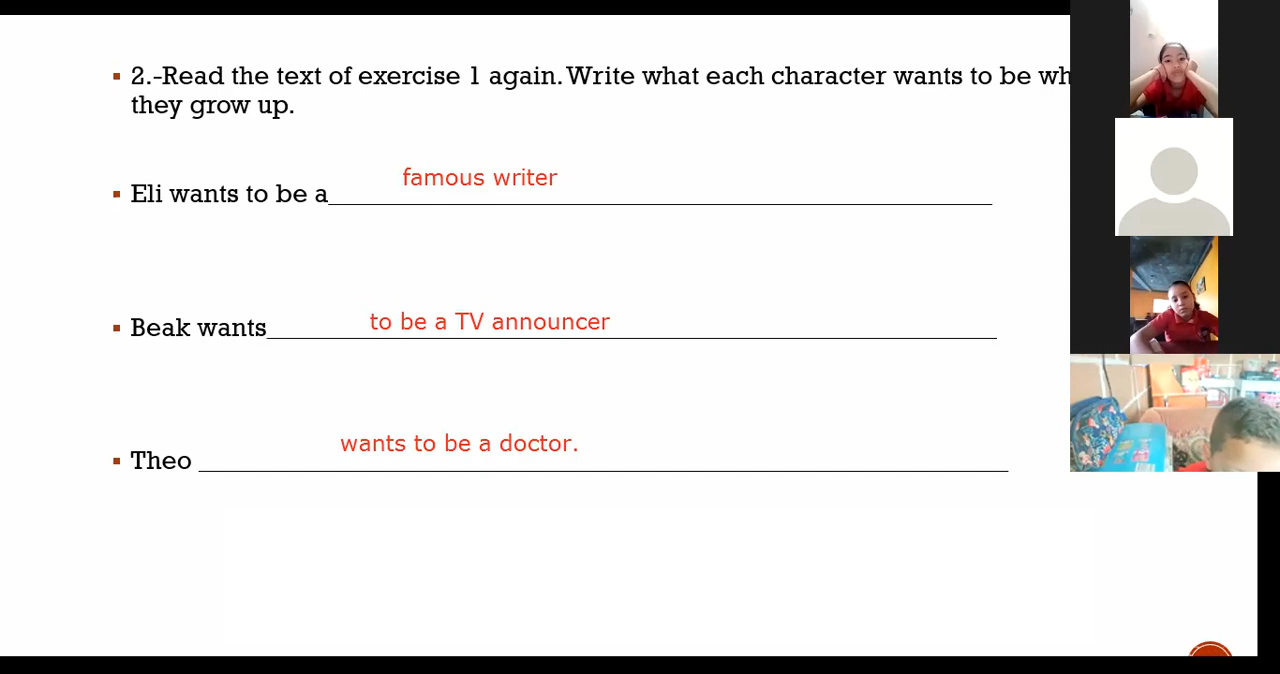 2.-Read the text of exercise 1 again. Write what each character wants to be
they grow up.
famous writer
Eli wants to be a
to be a TV announcer
Beak wants
wants to be a doctor.
Theo